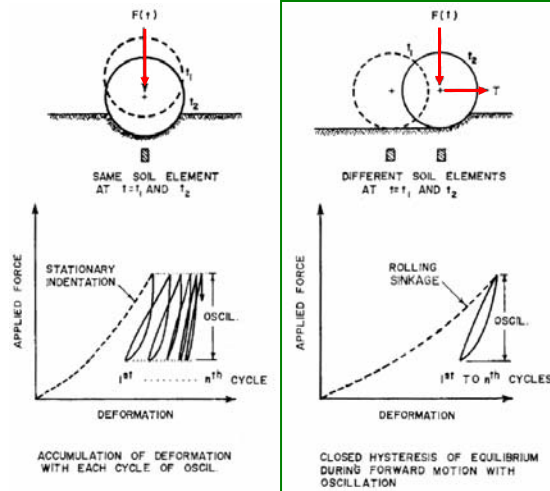 F(t)
t₁
t₂
SAME SOIL ELEMENT
AT t=t₁ AND t₂
APPLIED FORCE
STATIONARY
INDENTATION
OSCIL.
1st ........ nth CYCLE
DEFORMATION
ACCUMULATION OF DEFORMATION
WITH EACH CYCLE OF OSCIL.
F(t)
t₁
t₂
T
DIFFERENT SOIL ELEMENTS
AT t=t₁ AND t₂
APPLIED FORCE
ROLLING
SINKAGE
OSCIL.
1st TO nth CYCLES
DEFORMATION
CLOSED HYSTERESIS OF EQUILIBRIUM
DURING FORWARD MOTION WITH
OSCILLATION